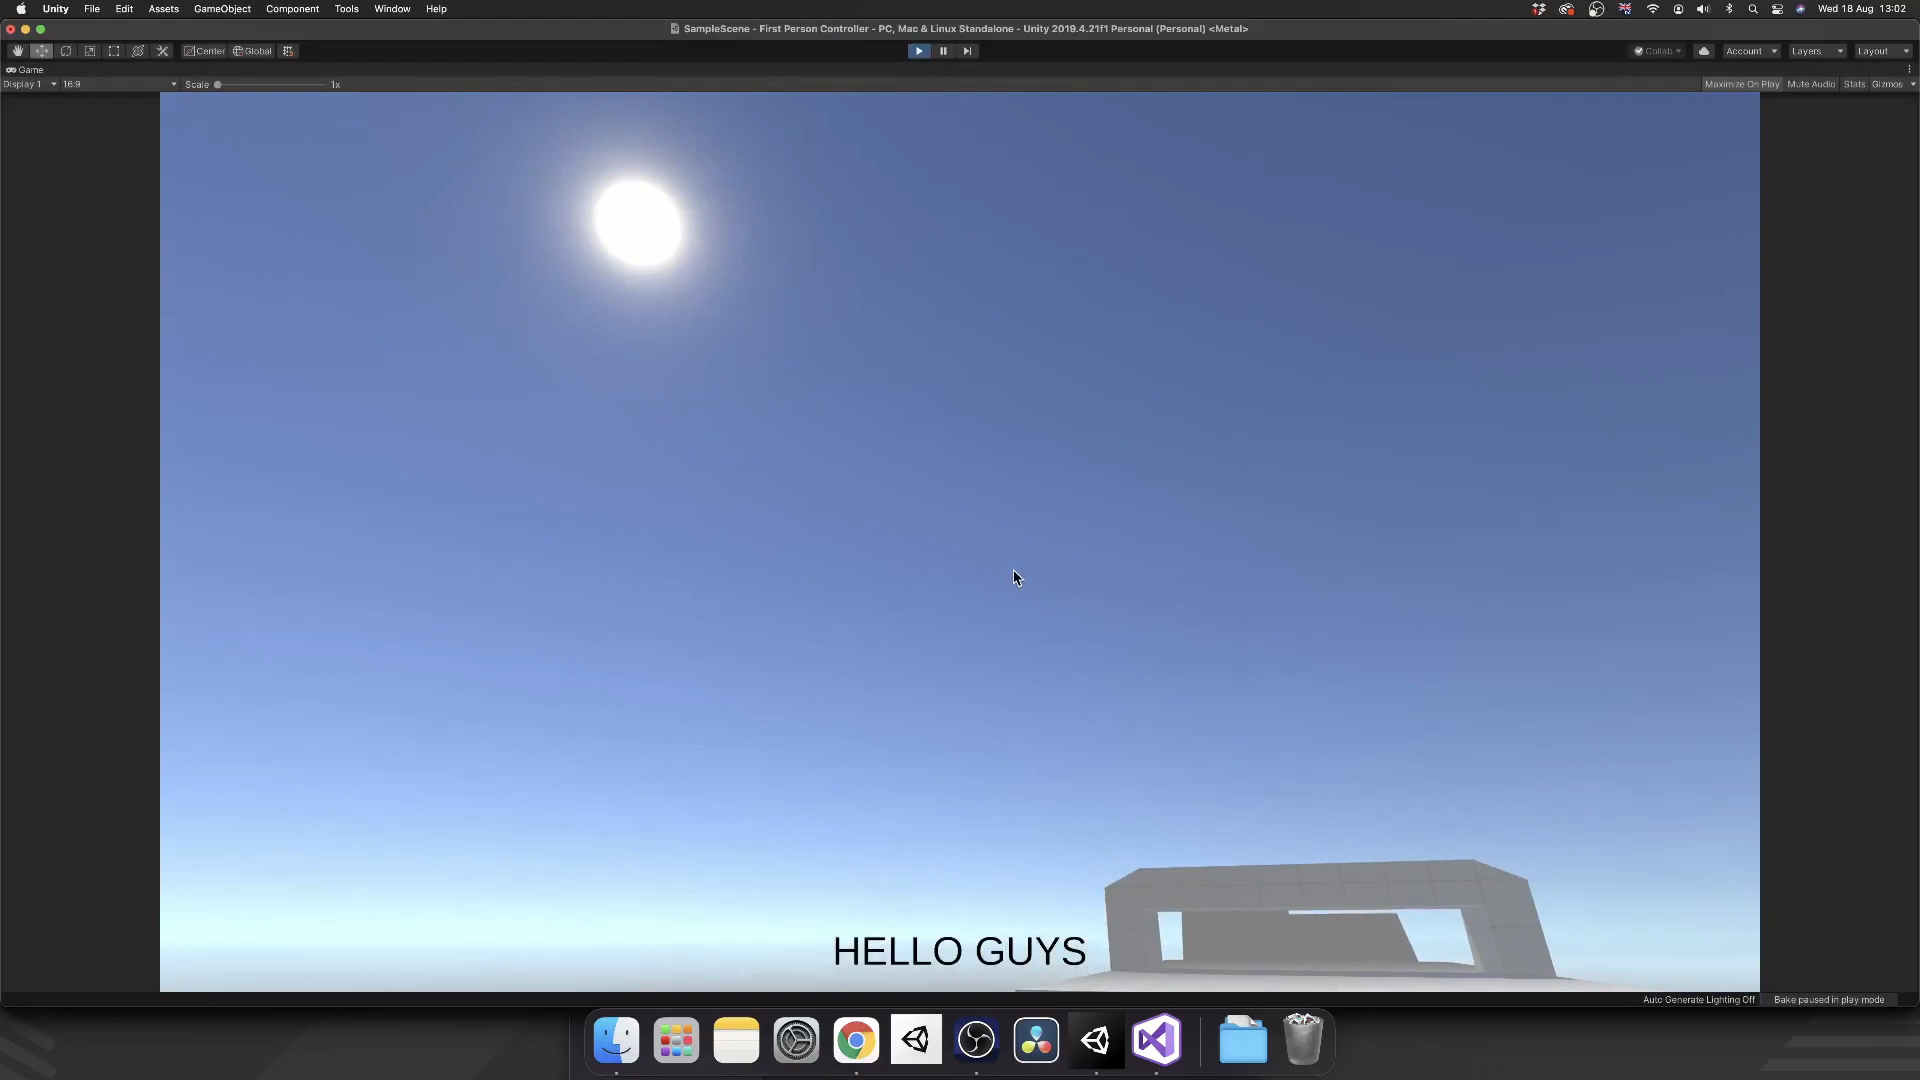 Unity File Edit Assets GameObject Component Tools Window Help Wed 18 Aug 13:02
SampleScene - First Person Controller - PC, Mac & Linux Standalone - Unity 2019.4.21f1 Personal (Personal) <Metal>
Center Global Collab Account Layers Layout
Game
Display 1 16:9 Scale 1x Maximize On Play Mute Audio Stats Gizmos
HELLO GUYS
Auto Generate Lighting Off Bake paused in play mode